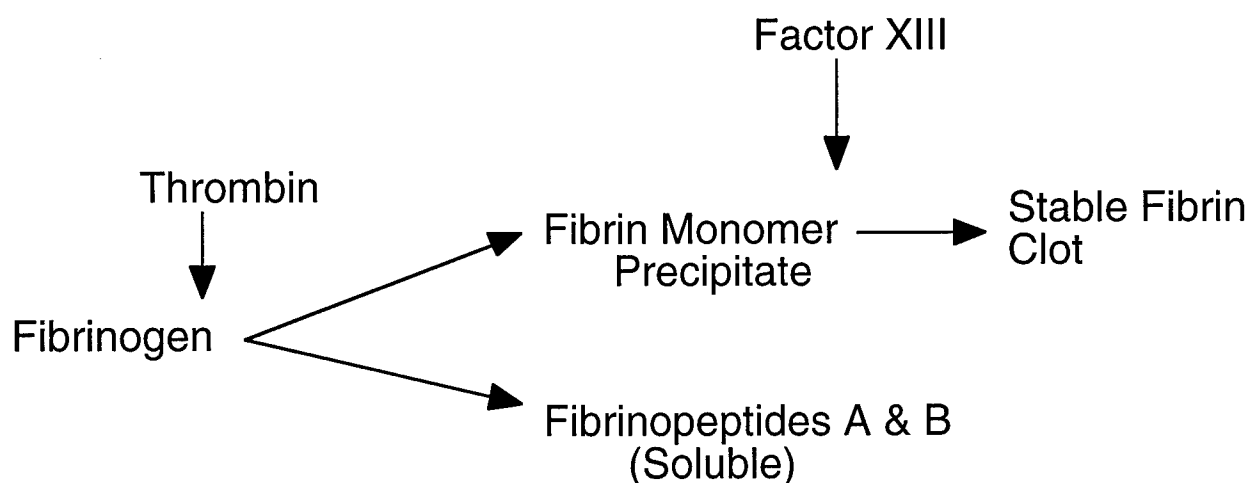 Factor XIII
Thrombin
Fibrinogen
Fibrin Monomer
Precipitate
Stable Fibrin
Clot
Fibrinopeptides A & B
(Soluble)